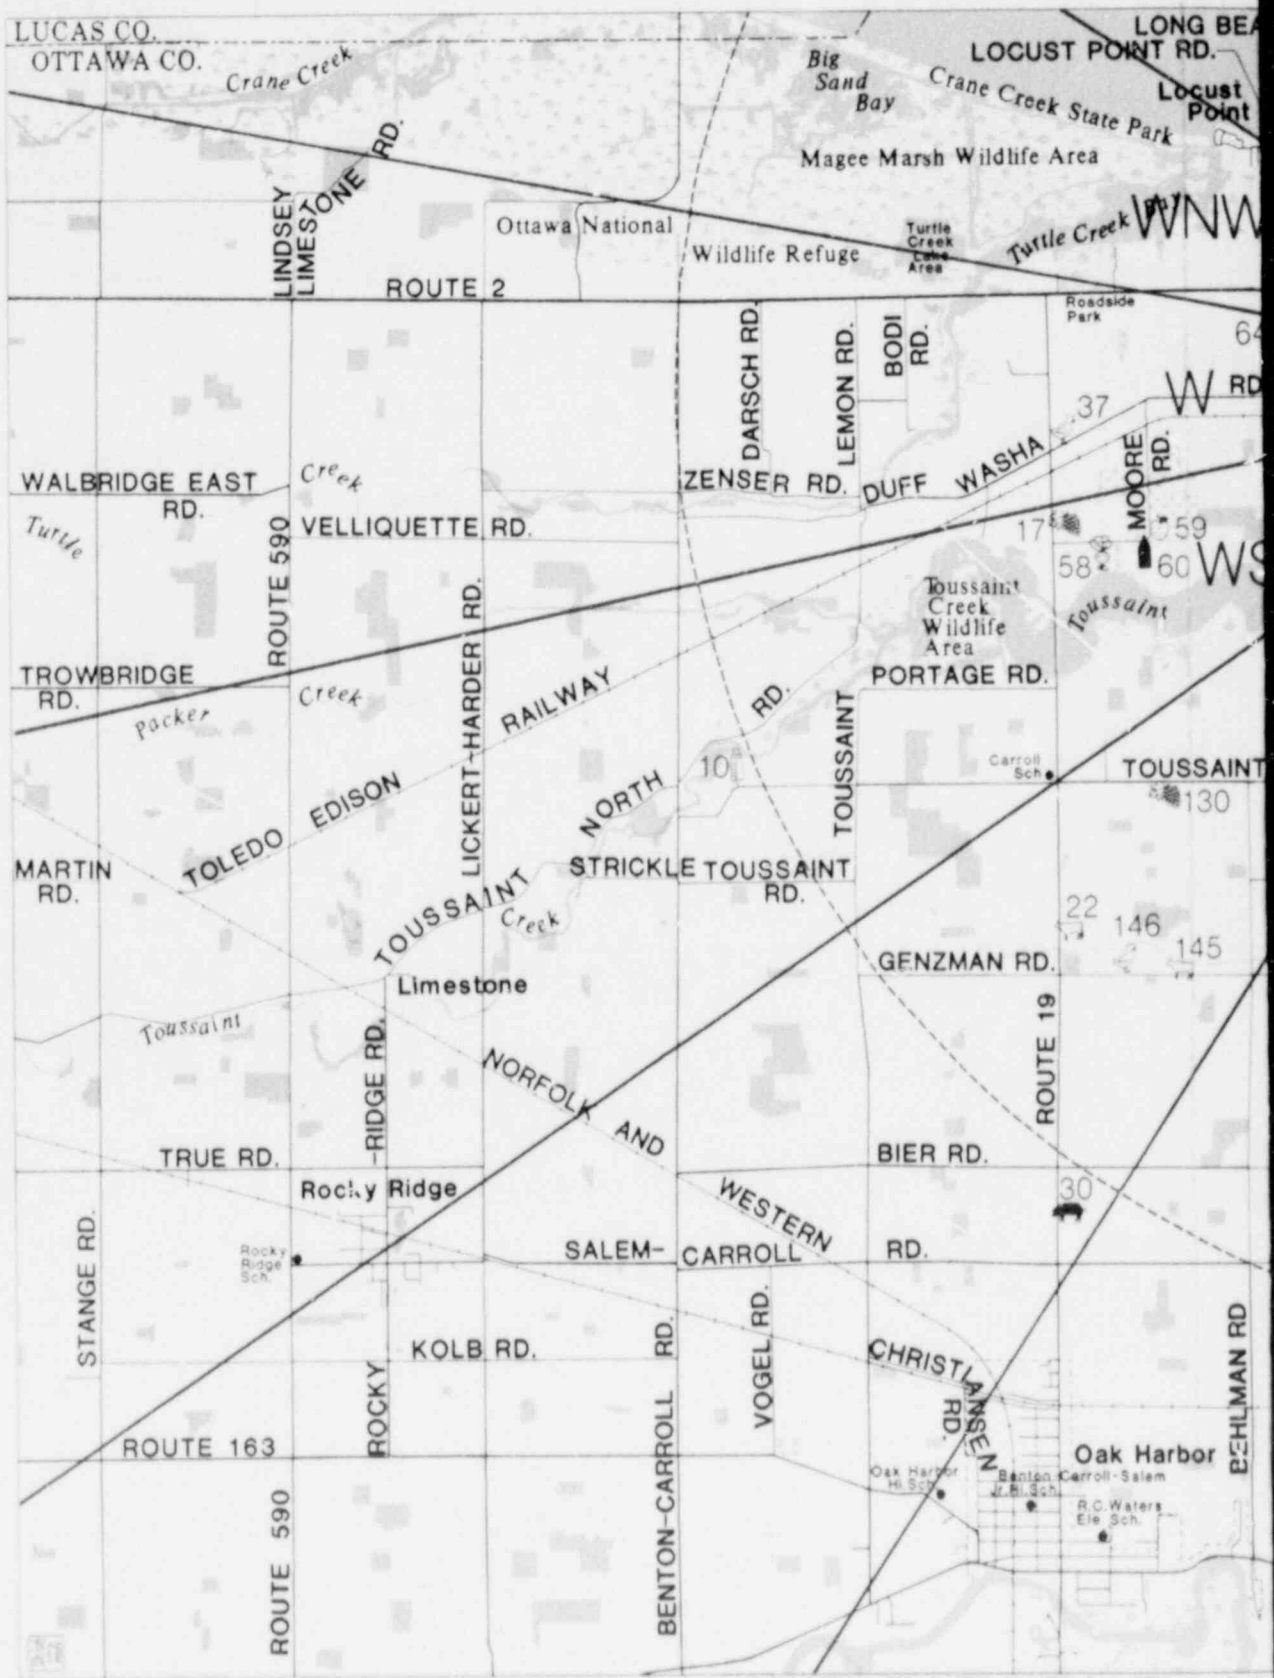 LUCAS CO.
OTTAWA CO.
Crane Creek
Big
Sand
Bay
LONG BEA
LOCUST POINT RD.
Locust
Point
Crane Creek State Park
Magee Marsh Wildlife Area
LINDSEY
LIMESTONE RD.
Ottawa National
Wildlife Refuge
Turtle
Creek
Lake
Area
Turtle Creek Bay
WNW
ROUTE 2
Roadside
Park
64
DARSCH RD.
LEMON RD.
BODI
RD.
37
W
RD
WALBRIDGE EAST
RD.
Creek
Turtle
ZENSER RD.
DUFF WASHA
MOORE
RD.
ROUTE 590
VELLIQUETTE RD.
17
59
58
60
WS
Toussaint
Creek
Wildlife
Area
Toussaint
TROWBRIDGE
RD.
Packer
Creek
LICKERT-HARDER RD.
TOLEDO EDISON RAILWAY
PORTAGE RD.
TOUSSAINT
10
Carroll
Sch
TOUSSAINT
130
MARTIN
RD.
TOUSSAINT NORTH RD.
Creek
STRICKLE TOUSSAINT
RD.
22
146
145
GENZMAN RD.
Limestone
Toussaint
ROUTE 19
NORFOLK AND WESTERN
TRUE RD.
BIER RD.
Rocky Ridge
30
Rocky
Ridge
Sch.
SALEM-CARROLL RD.
STANGE RD.
ROCKY-RIDGE RD.
KOLB RD.
BENTON-CARROLL RD.
VOGEL RD.
CHRISTIANSEN
RD.
BEHLMAN RD
ROUTE 163
Oak Harbor
Oak Harbor
Hi.Sch.
Benton-Carroll-Salem
Jr.Hi.Sch.
R.C.Waters
Ele Sch.
ROUTE 590